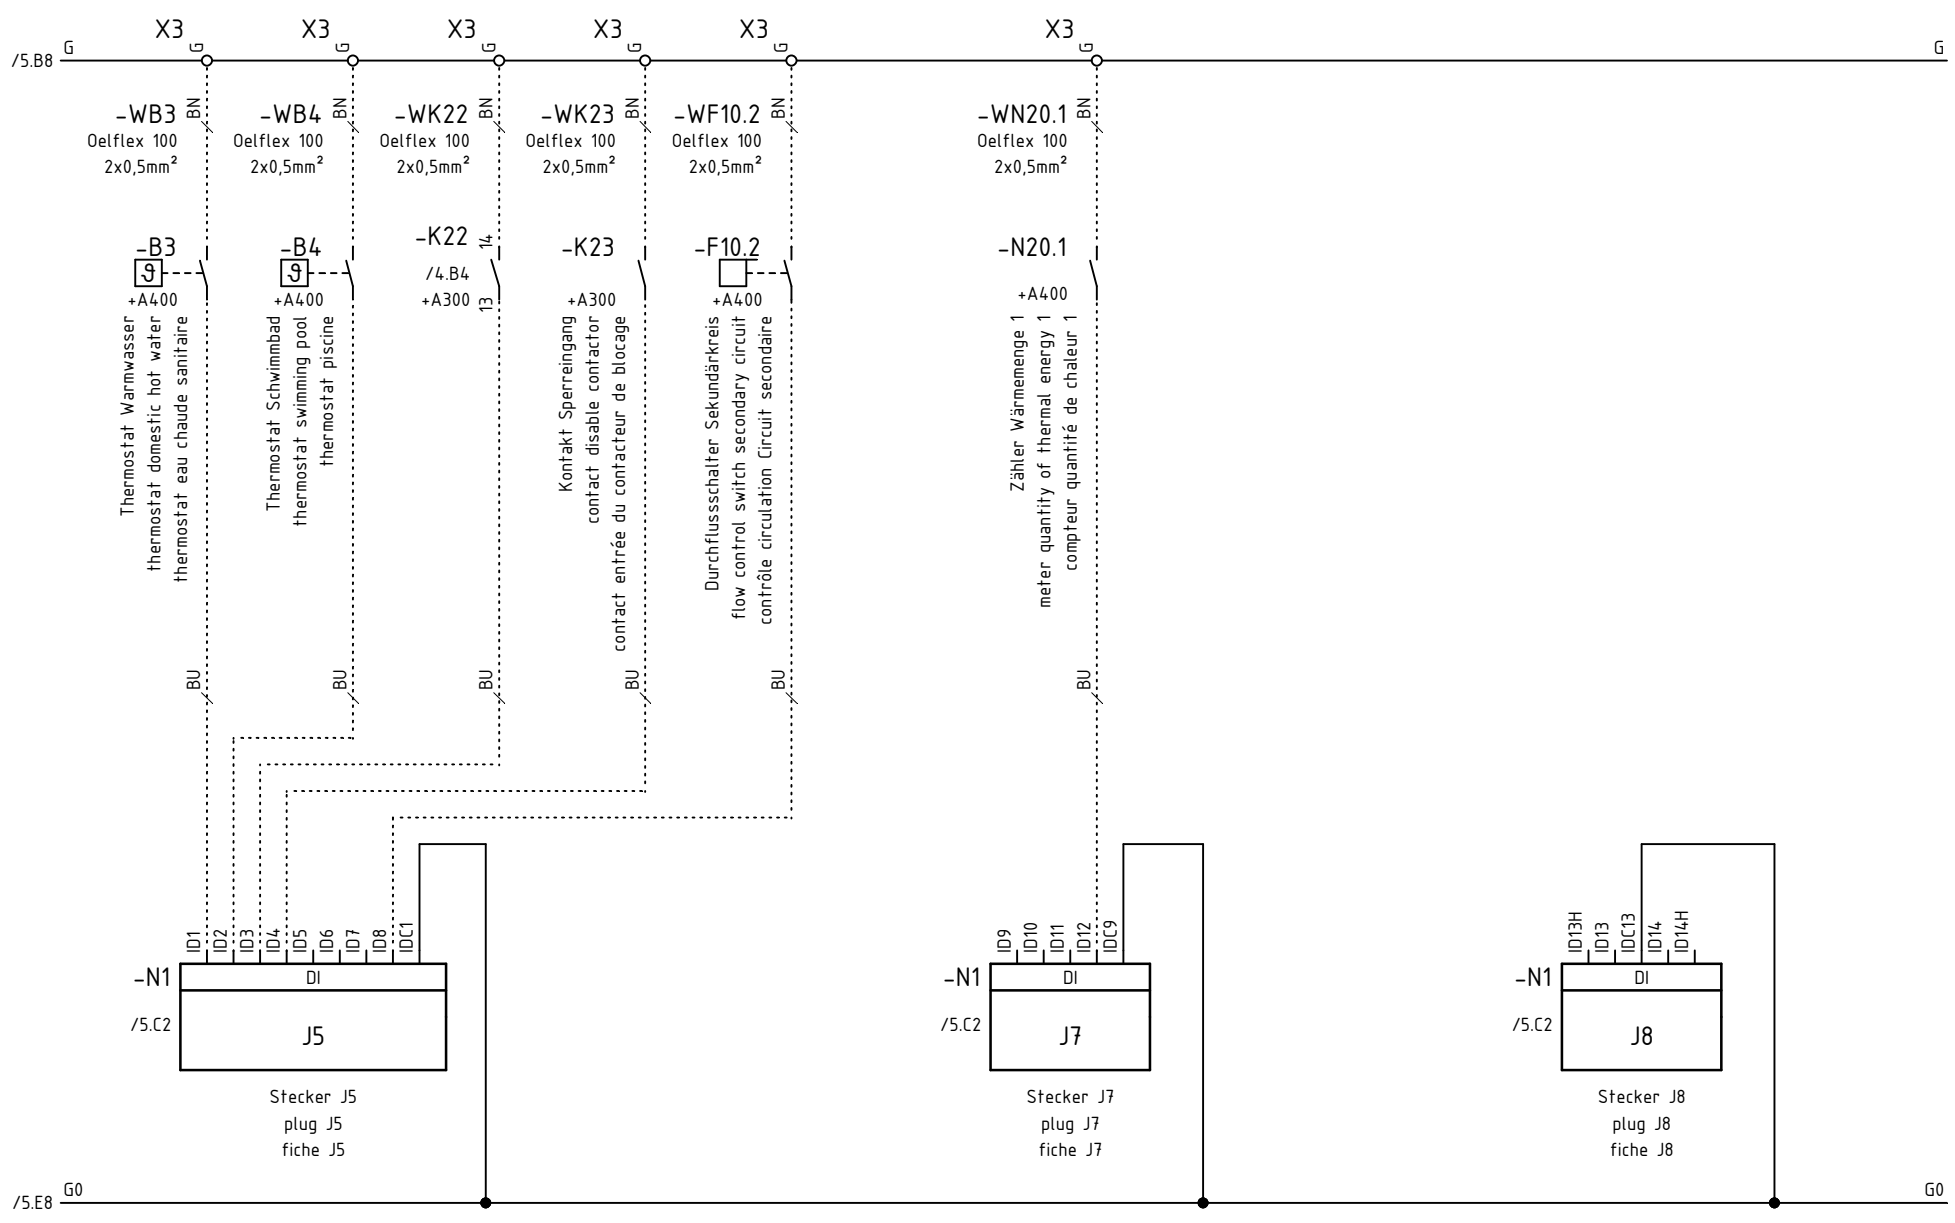 X3 X3 X3 X3 X3 X3
G G G G G G
/5.B8 G G
-WB3 BN
Oelflex 100
2x0,5mm²
-WB4 BN
Oelflex 100
2x0,5mm²
-WK22 BN
Oelflex 100
2x0,5mm²
-WK23 BN
Oelflex 100
2x0,5mm²
-WF10.2 BN
Oelflex 100
2x0,5mm²
-WN20.1 BN
Oelflex 100
2x0,5mm²
-B3
ϑ
+A400
Thermostat Warmwasser
thermostat domestic hot water
thermostat eau chaude sanitaire
-B4
ϑ
+A400
Thermostat Schwimmbad
thermostat swimming pool
thermostat piscine
-K22 14
/4.B4
+A300 13
-K23
+A300
Kontakt Sperreingang
contact disable contactor
contact entrée du contacteur de blocage
-F10.2
+A400
Durchflussschalter Sekundärkreis
flow control switch secondary circuit
contrôle circulation Circuit secondaire
-N20.1
+A400
Zähler Wärmemenge 1
meter quantity of thermal energy 1
compteur quantité de chaleur 1
BU BU BU BU BU BU
ID1 ID2 ID3 ID4 ID5 ID6 ID7 ID8 IDC1
-N1 DI
/5.C2 J5
Stecker J5
plug J5
fiche J5
ID9 ID10 ID11 ID12 IDC9
-N1 DI
/5.C2 J7
Stecker J7
plug J7
fiche J7
ID13H ID13 IDC13 ID14 ID14H
-N1 DI
/5.C2 J8
Stecker J8
plug J8
fiche J8
/5.E8 G0 G0